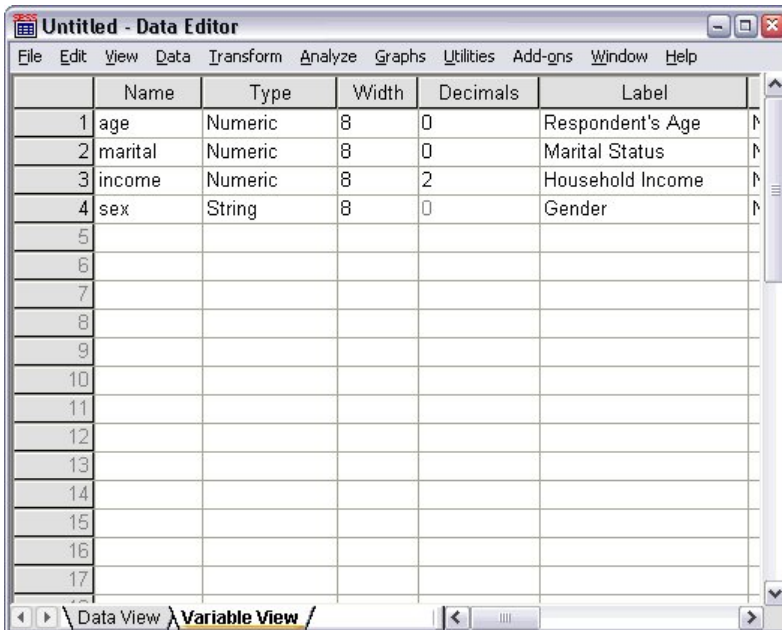 Untitled - Data Editor
File Edit View Data Transform Analyze Graphs Utilities Add-ons Window Help
Name Type Width Decimals Label
1 age Numeric 8 0 Respondent's Age
2 marital Numeric 8 0 Marital Status
3 income Numeric 8 2 Household Income
4 sex String 8 0 Gender
5
6
7
8
9
10
11
12
13
14
15
16
17
Data View Variable View